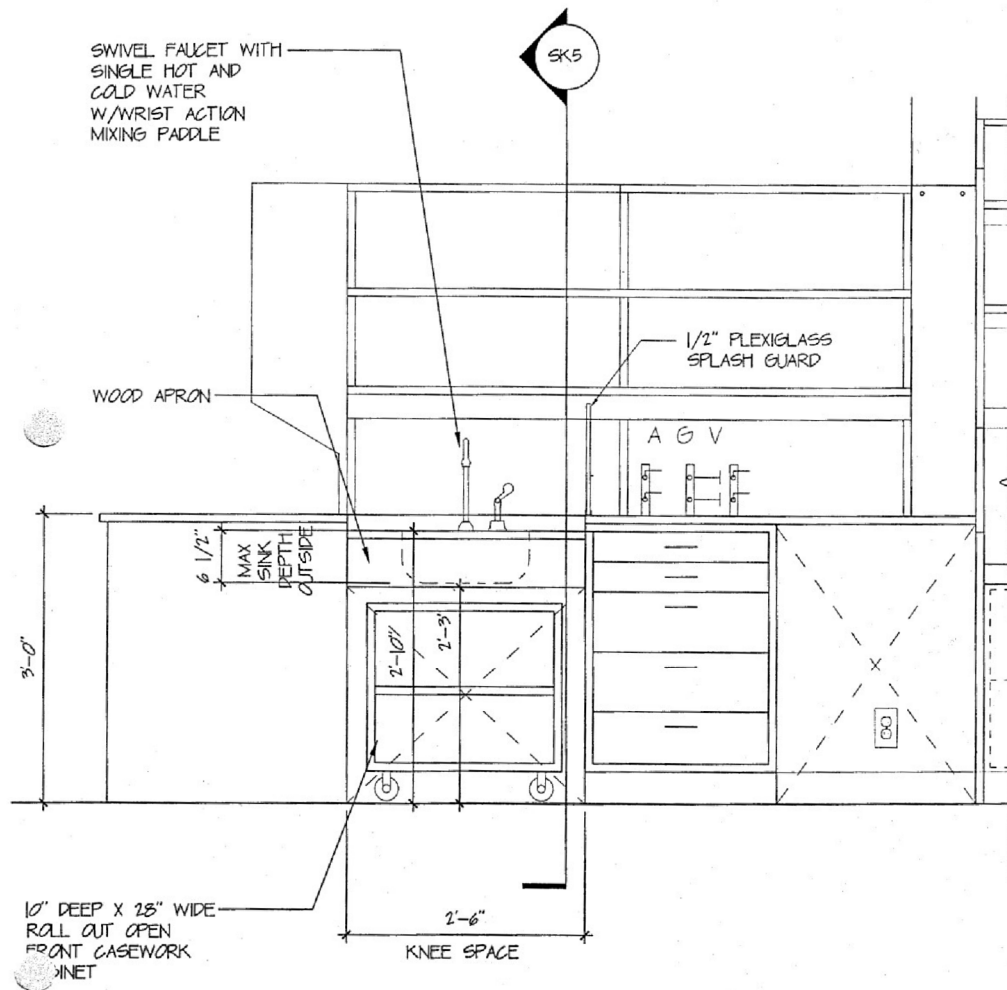 SWIVEL FAUCET WITH
SINGLE HOT AND
COLD WATER
W/WRIST ACTION
MIXING PADDLE
SK5
1/2" PLEXIGLASS
SPLASH GUARD
WOOD APRON
A G V
6 1/2"
MAX
SINK
DEPTH
OUTSIDE
3'-0"
2'-10"
2'-3"
10" DEEP X 28" WIDE
ROLL OUT OPEN
FRONT CASEWORK
2'-6"
KNEE SPACE